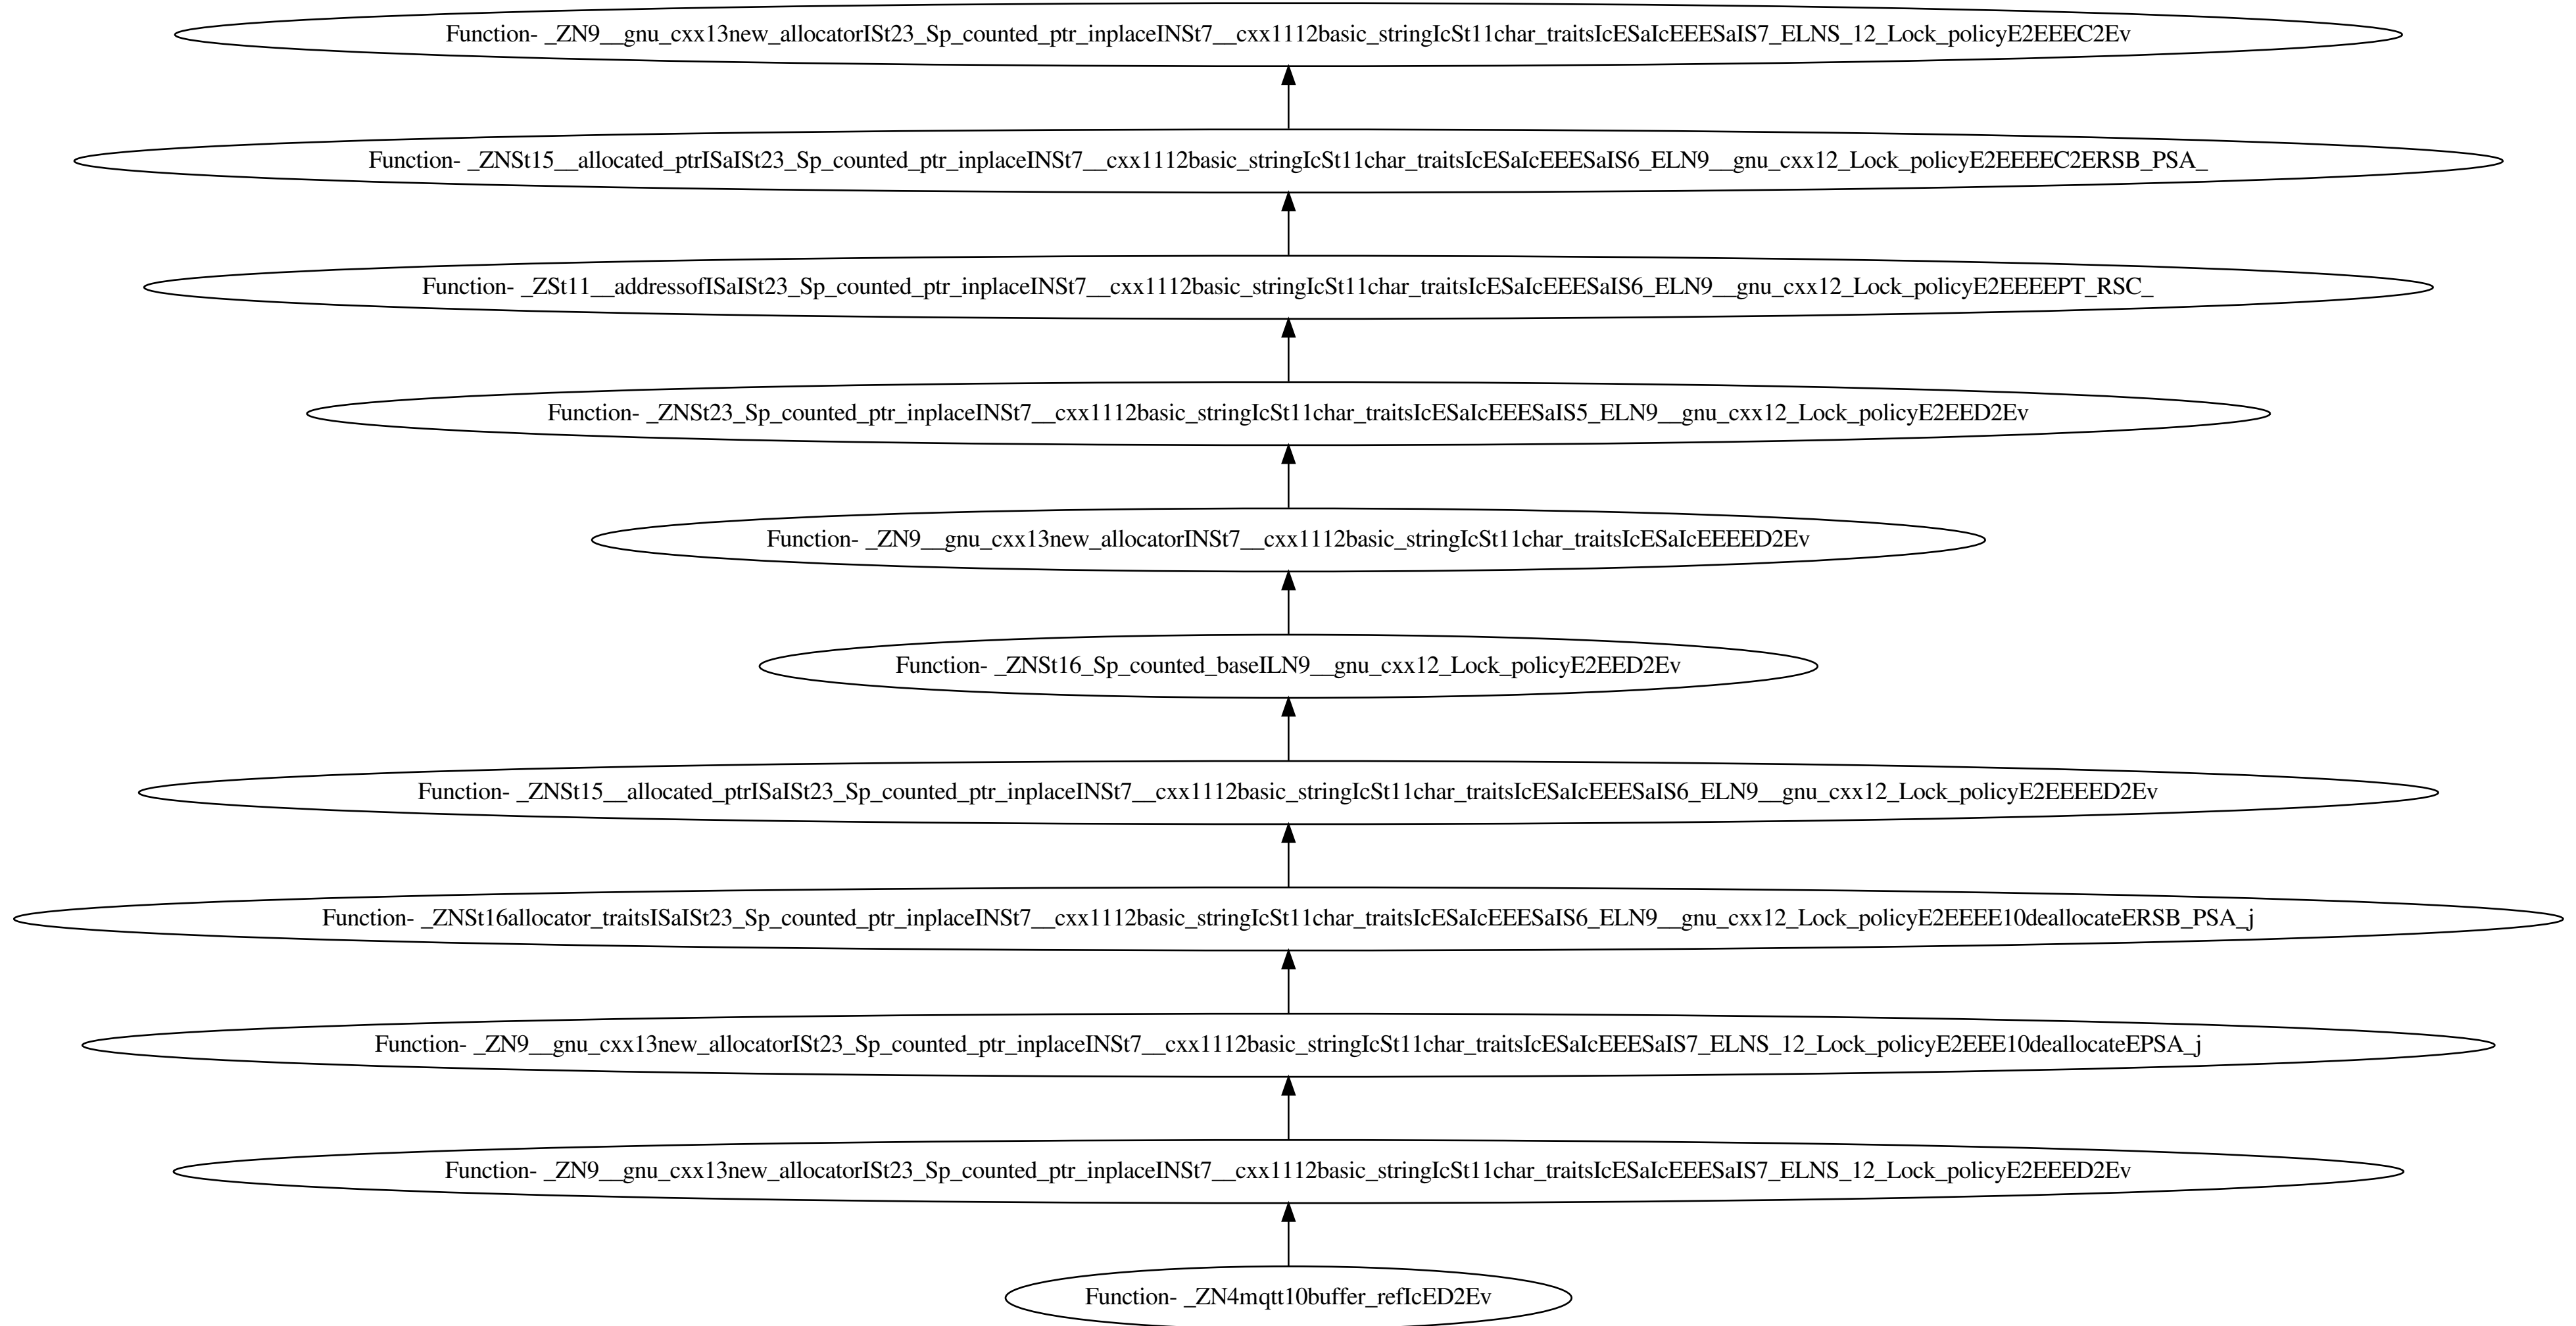 Function- _ZN9__gnu_cxx13new_allocatorISt23_Sp_counted_ptr_inplaceINSt7__cxx1112basic_stringIcSt11char_traitsIcESaIcEEESaIS7_ELNS_12_Lock_policyE2EEEC2Ev
Function- _ZNSt15__allocated_ptrISaISt23_Sp_counted_ptr_inplaceINSt7__cxx1112basic_stringIcSt11char_traitsIcESaIcEEESaIS6_ELN9__gnu_cxx12_Lock_policyE2EEEEC2ERSB_PSA_
Function- _ZSt11__addressofISaISt23_Sp_counted_ptr_inplaceINSt7__cxx1112basic_stringIcSt11char_traitsIcESaIcEEESaIS6_ELN9__gnu_cxx12_Lock_policyE2EEEEPT_RSC_
Function- _ZNSt23_Sp_counted_ptr_inplaceINSt7__cxx1112basic_stringIcSt11char_traitsIcESaIcEEESaIS5_ELN9__gnu_cxx12_Lock_policyE2EED2Ev
Function- _ZN9__gnu_cxx13new_allocatorINSt7__cxx1112basic_stringIcSt11char_traitsIcESaIcEEEED2Ev
Function- _ZNSt16_Sp_counted_baseILN9__gnu_cxx12_Lock_policyE2EED2Ev
Function- _ZNSt15__allocated_ptrISaISt23_Sp_counted_ptr_inplaceINSt7__cxx1112basic_stringIcSt11char_traitsIcESaIcEEESaIS6_ELN9__gnu_cxx12_Lock_policyE2EEEED2Ev
Function- _ZNSt16allocator_traitsISaISt23_Sp_counted_ptr_inplaceINSt7__cxx1112basic_stringIcSt11char_traitsIcESaIcEEESaIS6_ELN9__gnu_cxx12_Lock_policyE2EEEE10deallocateERSB_PSA_j
Function- _ZN9__gnu_cxx13new_allocatorISt23_Sp_counted_ptr_inplaceINSt7__cxx1112basic_stringIcSt11char_traitsIcESaIcEEESaIS7_ELNS_12_Lock_policyE2EEE10deallocateEPSA_j
Function- _ZN9__gnu_cxx13new_allocatorISt23_Sp_counted_ptr_inplaceINSt7__cxx1112basic_stringIcSt11char_traitsIcESaIcEEESaIS7_ELNS_12_Lock_policyE2EEED2Ev
Function- _ZN4mqtt10buffer_refIcED2Ev